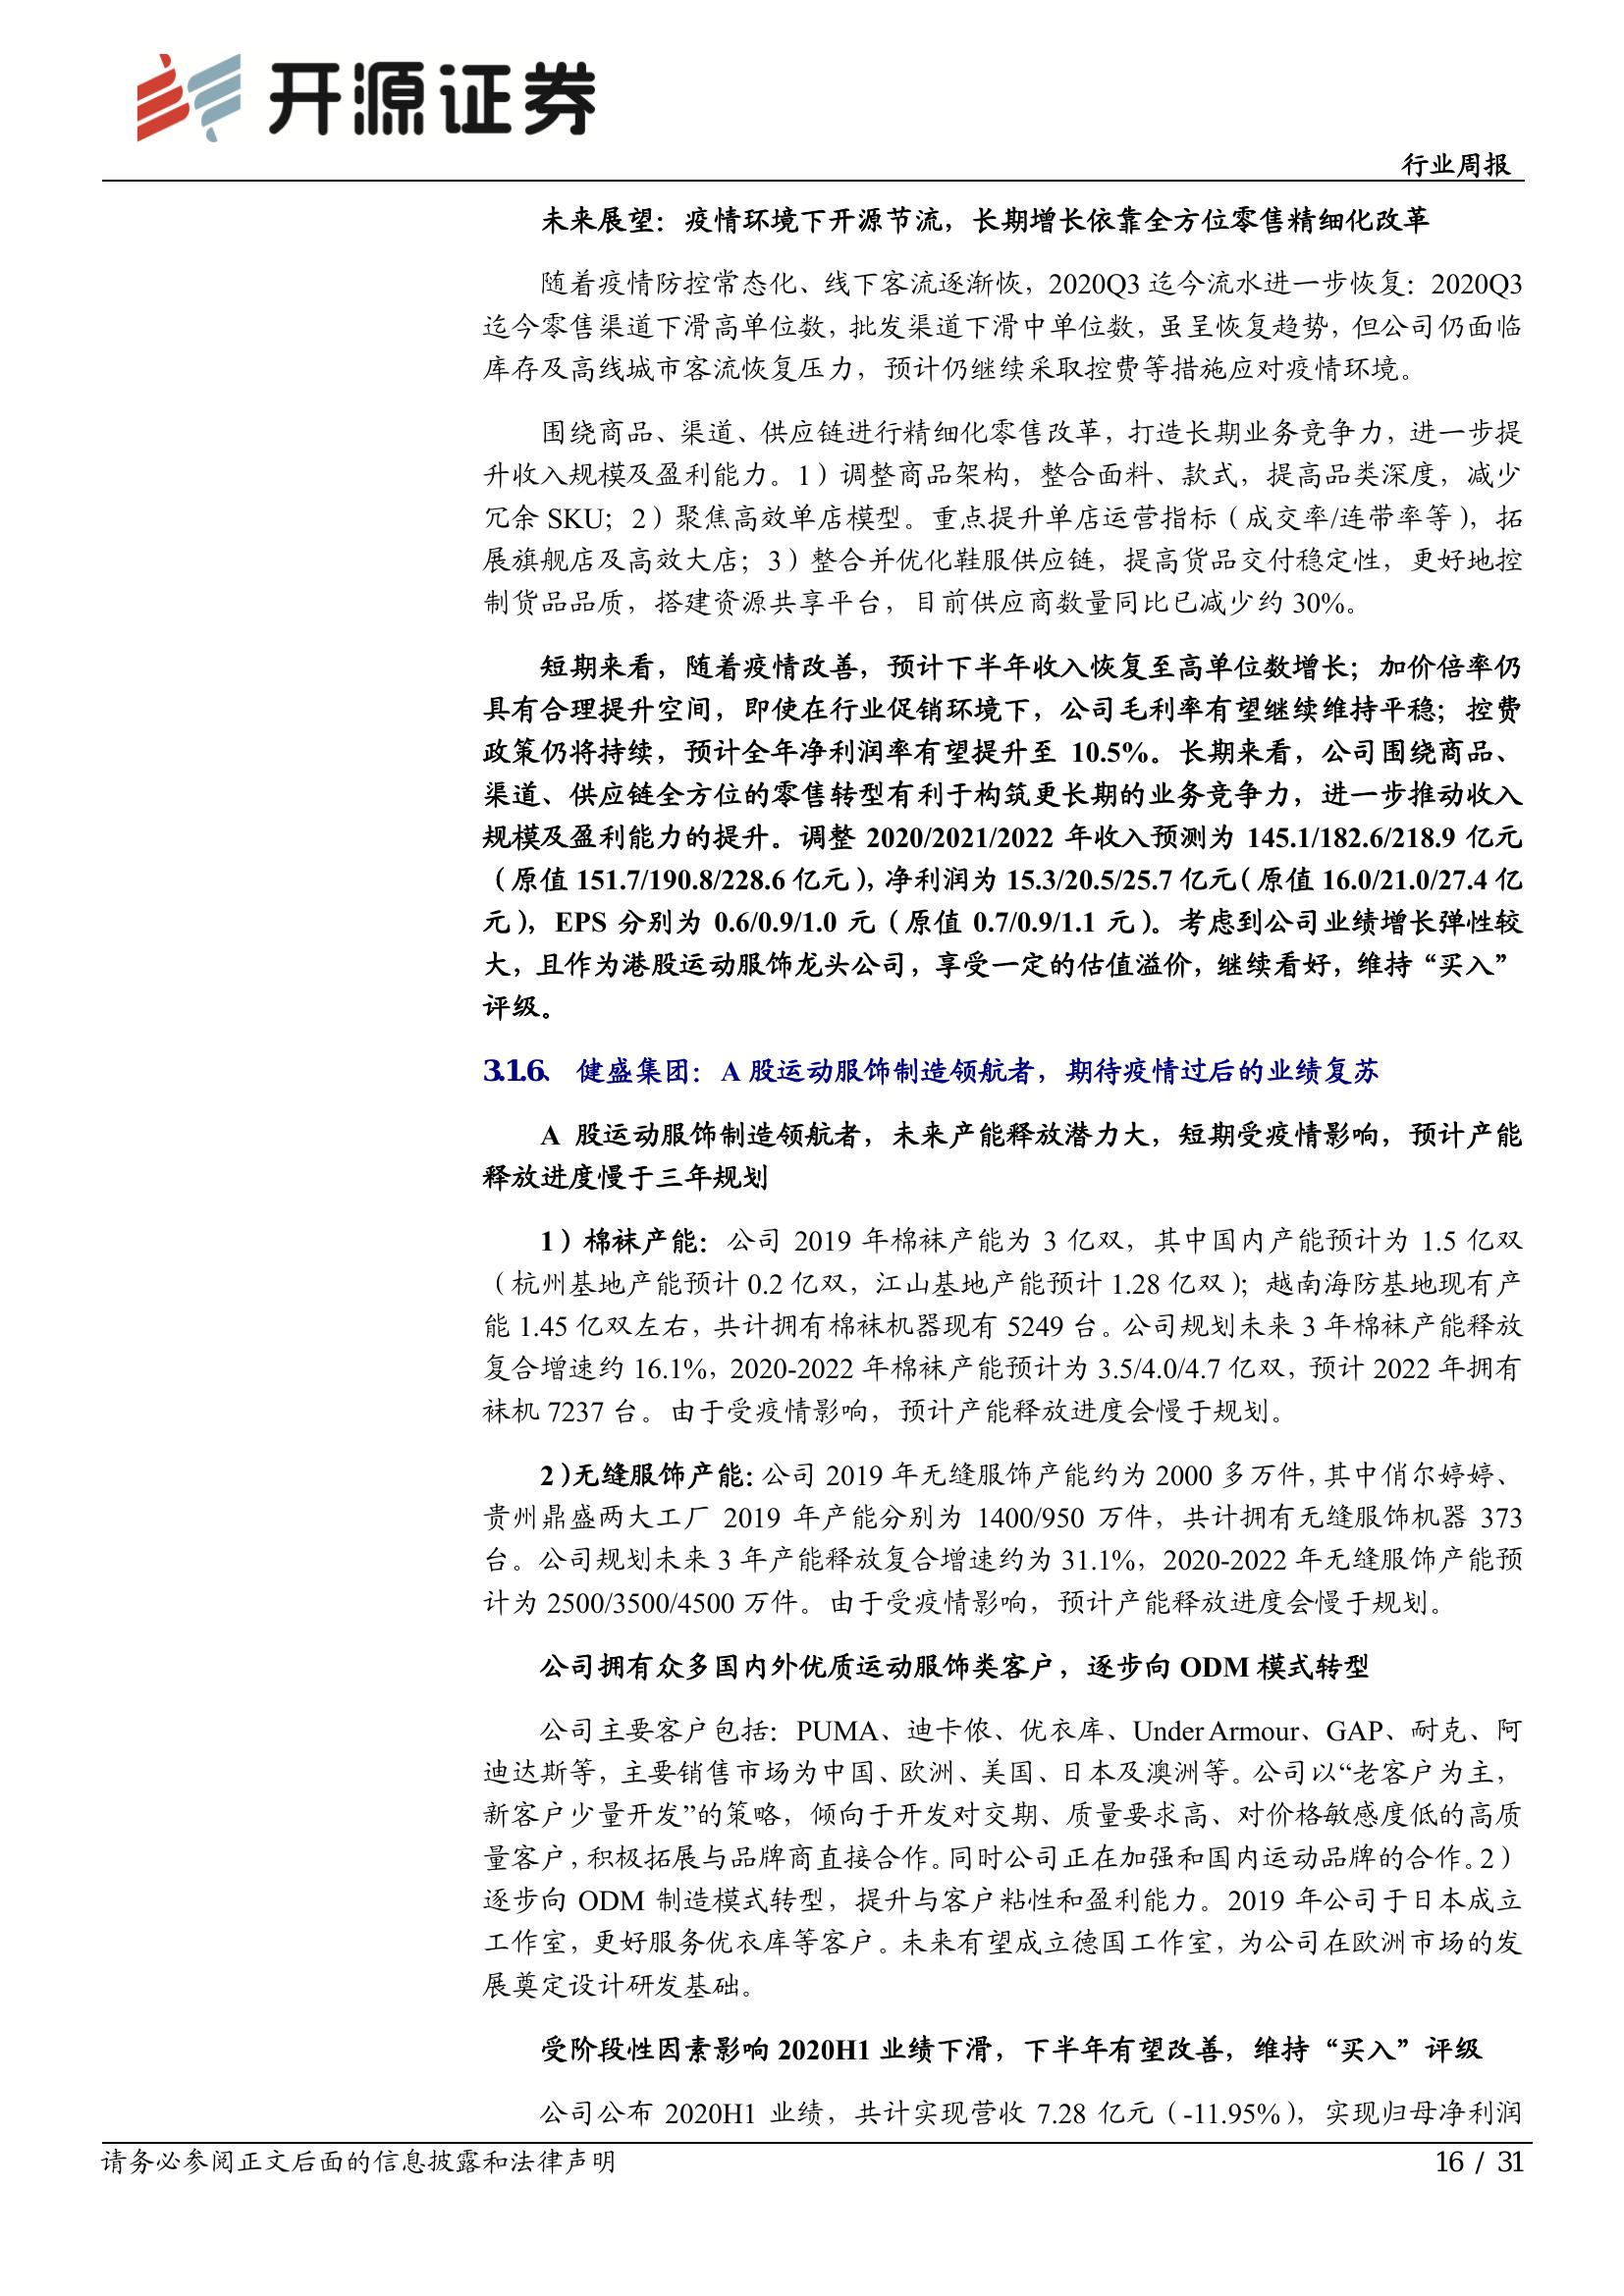 开源证券
行业周报
未来展望：疫情环境下开源节流，长期增长依靠全方位零售精细化改革
随着疫情防控常态化、线下客流逐渐恢，2020Q3 迄今流水进一步恢复：2020Q3
迄今零售渠道下滑高单位数，批发渠道下滑中单位数，虽呈恢复趋势，但公司仍面临
库存及高线城市客流恢复压力，预计仍继续采取控费等措施应对疫情环境。
围绕商品、渠道、供应链进行精细化零售改革，打造长期业务竞争力，进一步提
升收入规模及盈利能力。1）调整商品架构，整合面料、款式，提高品类深度，减少
冗余 SKU；2）聚焦高效单店模型。重点提升单店运营指标（成交率/连带率等），拓
展旗舰店及高效大店；3）整合并优化鞋服供应链，提高货品交付稳定性，更好地控
制货品品质，搭建资源共享平台，目前供应商数量同比已减少约 30%。
短期来看，随着疫情改善，预计下半年收入恢复至高单位数增长；加价倍率仍
具有合理提升空间，即使在行业促销环境下，公司毛利率有望继续维持平稳；控费
政策仍将持续，预计全年净利润率有望提升至 10.5%。长期来看，公司围绕商品、
渠道、供应链全方位的零售转型有利于构筑更长期的业务竞争力，进一步推动收入
规模及盈利能力的提升。调整 2020/2021/2022 年收入预测为 145.1/182.6/218.9 亿元
（原值 151.7/190.8/228.6 亿元），净利润为 15.3/20.5/25.7 亿元（原值 16.0/21.0/27.4 亿
元），EPS 分别为 0.6/0.9/1.0 元（原值 0.7/0.9/1.1 元）。考虑到公司业绩增长弹性较
大，且作为港股运动服饰龙头公司，享受一定的估值溢价，继续看好，维持“买入”
评级。
3.1.6、 健盛集团：A 股运动服饰制造领航者，期待疫情过后的业绩复苏
A 股运动服饰制造领航者，未来产能释放潜力大，短期受疫情影响，预计产能
释放进度慢于三年规划
1）棉袜产能：公司 2019 年棉袜产能为 3 亿双，其中国内产能预计为 1.5 亿双
（杭州基地产能预计 0.2 亿双，江山基地产能预计 1.28 亿双）；越南海防基地现有产
能 1.45 亿双左右，共计拥有棉袜机器现有 5249 台。公司规划未来 3 年棉袜产能释放
复合增速约 16.1%，2020-2022 年棉袜产能预计为 3.5/4.0/4.7 亿双，预计 2022 年拥有
袜机 7237 台。由于受疫情影响，预计产能释放进度会慢于规划。
2）无缝服饰产能：公司 2019 年无缝服饰产能约为 2000 多万件，其中俏尔婷婷、
贵州鼎盛两大工厂 2019 年产能分别为 1400/950 万件，共计拥有无缝服饰机器 373
台。公司规划未来 3 年产能释放复合增速约为 31.1%，2020-2022 年无缝服饰产能预
计为 2500/3500/4500 万件。由于受疫情影响，预计产能释放进度会慢于规划。
公司拥有众多国内外优质运动服饰类客户，逐步向 ODM 模式转型
公司主要客户包括：PUMA、迪卡侬、优衣库、Under Armour、GAP、耐克、阿
迪达斯等，主要销售市场为中国、欧洲、美国、日本及澳洲等。公司以“老客户为主，
新客户少量开发”的策略，倾向于开发对交期、质量要求高、对价格敏感度低的高质
量客户，积极拓展与品牌商直接合作。同时公司正在加强和国内运动品牌的合作。2）
逐步向 ODM 制造模式转型，提升与客户粘性和盈利能力。2019 年公司于日本成立
工作室，更好服务优衣库等客户。未来有望成立德国工作室，为公司在欧洲市场的发
展奠定设计研发基础。
受阶段性因素影响 2020H1 业绩下滑，下半年有望改善，维持“买入”评级
公司公布 2020H1 业绩，共计实现营收 7.28 亿元（-11.95%），实现归母净利润
请务必参阅正文后面的信息披露和法律声明
16 / 31